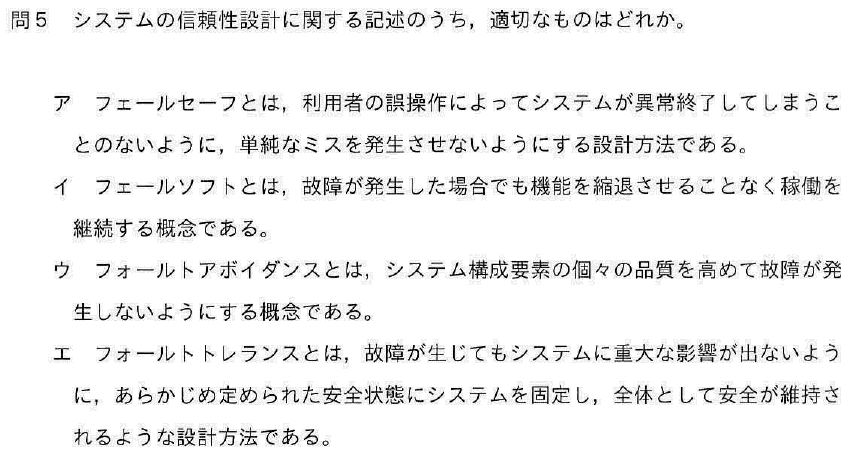 問5 システムの信頼性設計に関する記述のうち，適切なものはどれか。
ア フェールセーフとは，利用者の誤操作によってシステムが異常終了してしまうこ
とのないように，単純なミスを発生させないようにする設計方法である。
イ フェールソフトとは，故障が発生した場合でも機能を縮退させることなく稼働を
継続する概念である。
ウ フォールトアボイダンスとは，システム構成要素の個々の品質を高めて故障が発
生しないようにする概念である。
エ フォールトトレランスとは，故障が生じてもシステムに重大な影響が出ないよう
に，あらかじめ定められた安全状態にシステムを固定し，全体として安全が維持さ
れるような設計方法である。